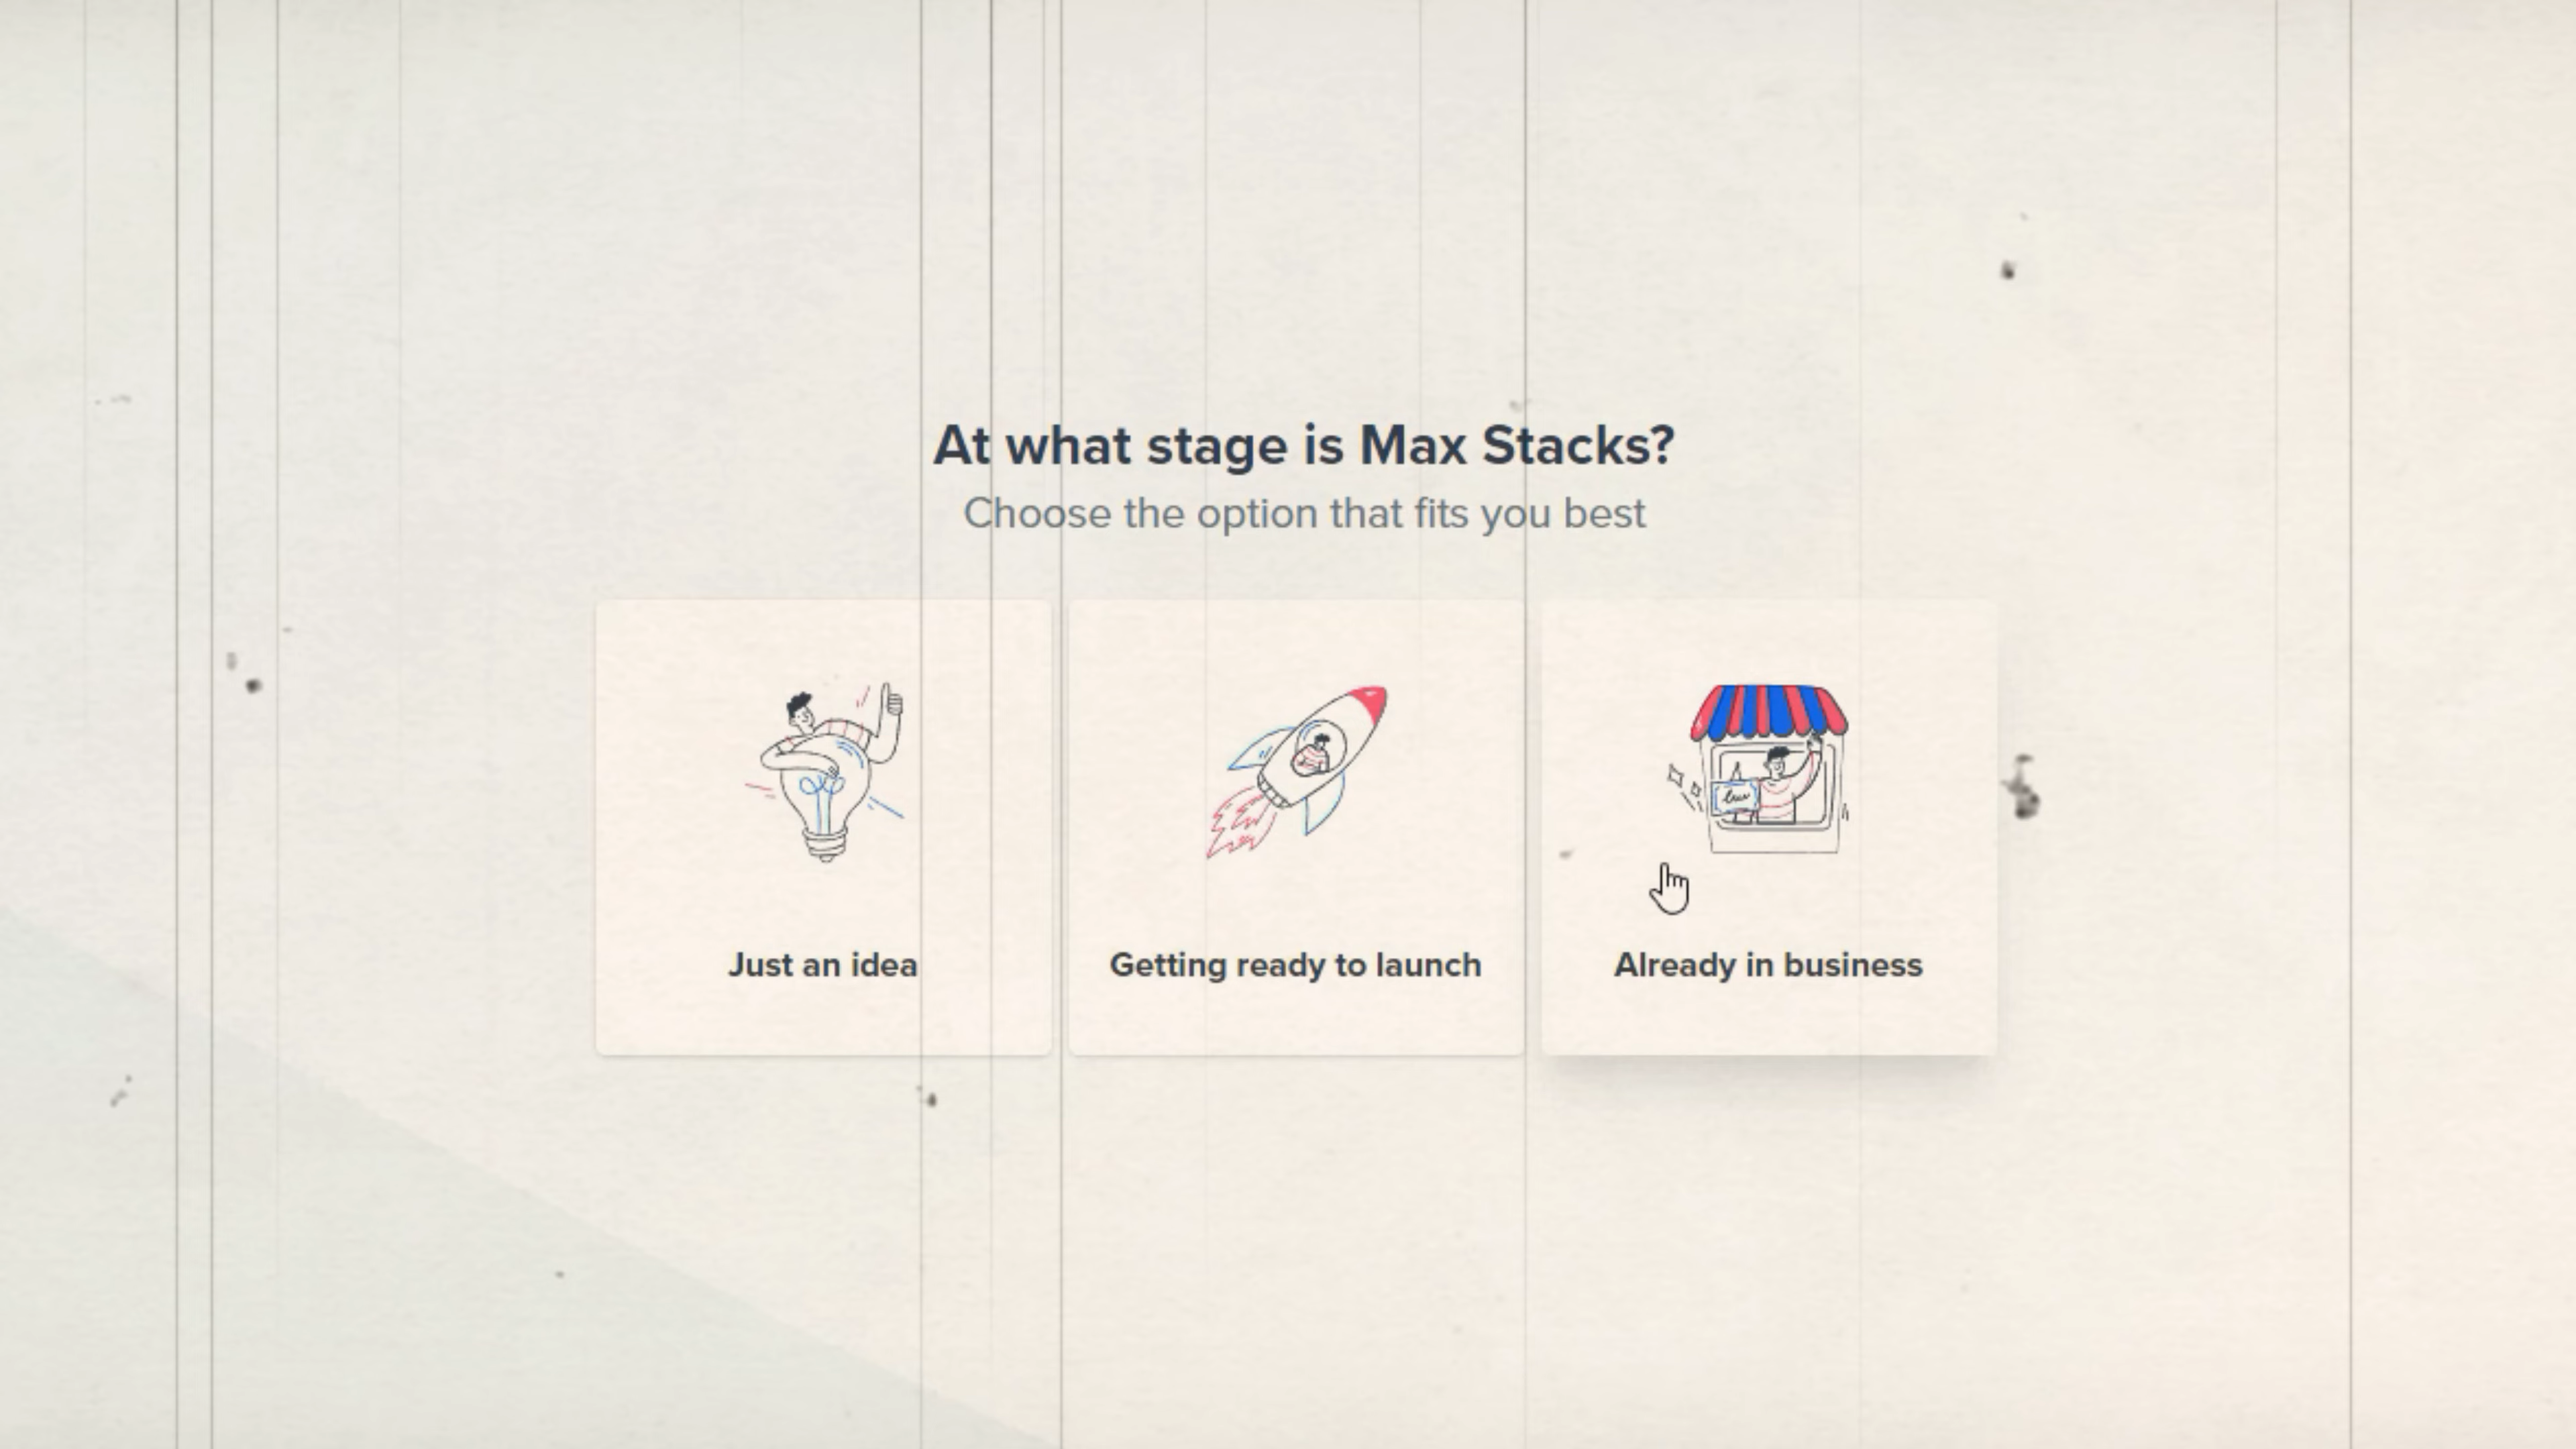 At what stage is Max Stacks?
Choose the option that fits you best
Just an idea
Getting ready to launch
Already in business